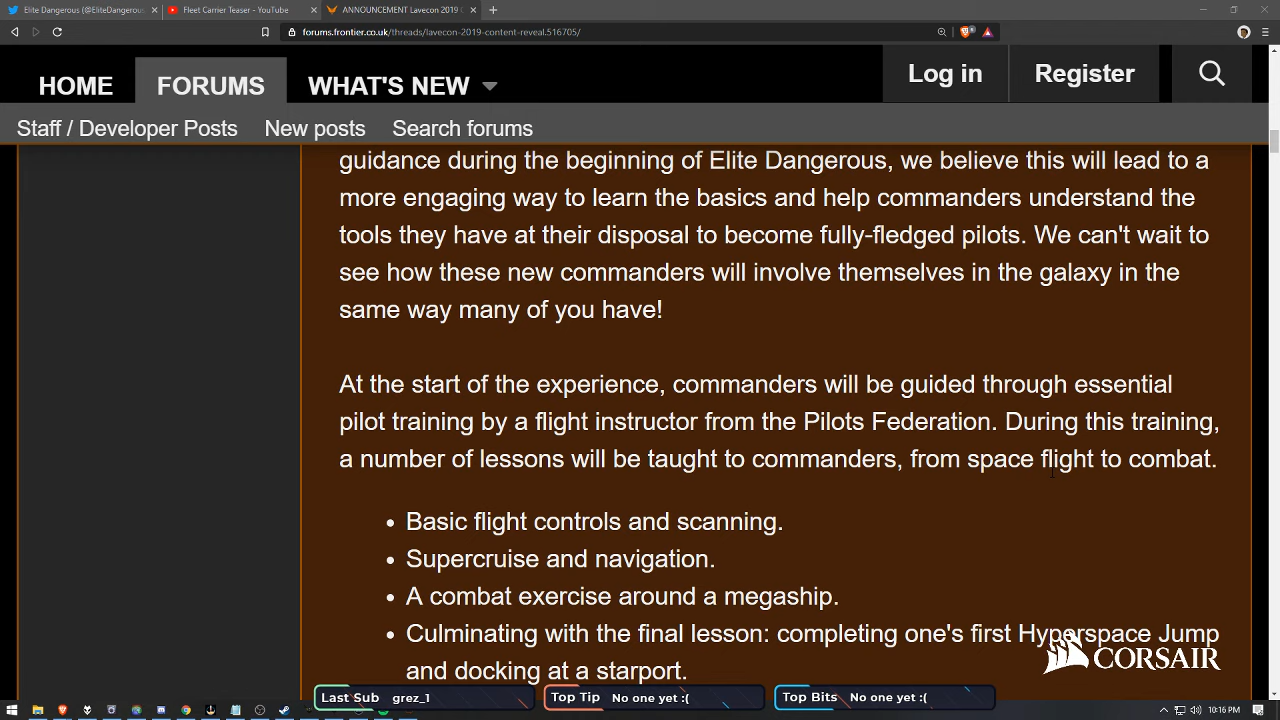 Elite Dangerous (@EliteDangerous
Fleet Carrier Teaser - YouTube
ANNOUNCEMENT Lavecon 2019 C
forums.frontier.co.uk/threads/lavecon-2019-content-reveal.516705/
HOME
FORUMS
WHAT'S NEW
Log in
Register
Staff / Developer Posts
New posts
Search forums
guidance during the beginning of Elite Dangerous, we believe this will lead to a
more engaging way to learn the basics and help commanders understand the
tools they have at their disposal to become fully-fledged pilots. We can't wait to
see how these new commanders will involve themselves in the galaxy in the
same way many of you have!
At the start of the experience, commanders will be guided through essential
pilot training by a flight instructor from the Pilots Federation. During this training,
a number of lessons will be taught to commanders, from space flight to combat.
• Basic flight controls and scanning.
• Supercruise and navigation.
• A combat exercise around a megaship.
• Culminating with the final lesson: completing one's first Hyperspace Jump
and docking at a starport.
CORSAIR
Last Sub grez_1
Top Tip No one yet :(
Top Bits No one yet :(
10:16 PM